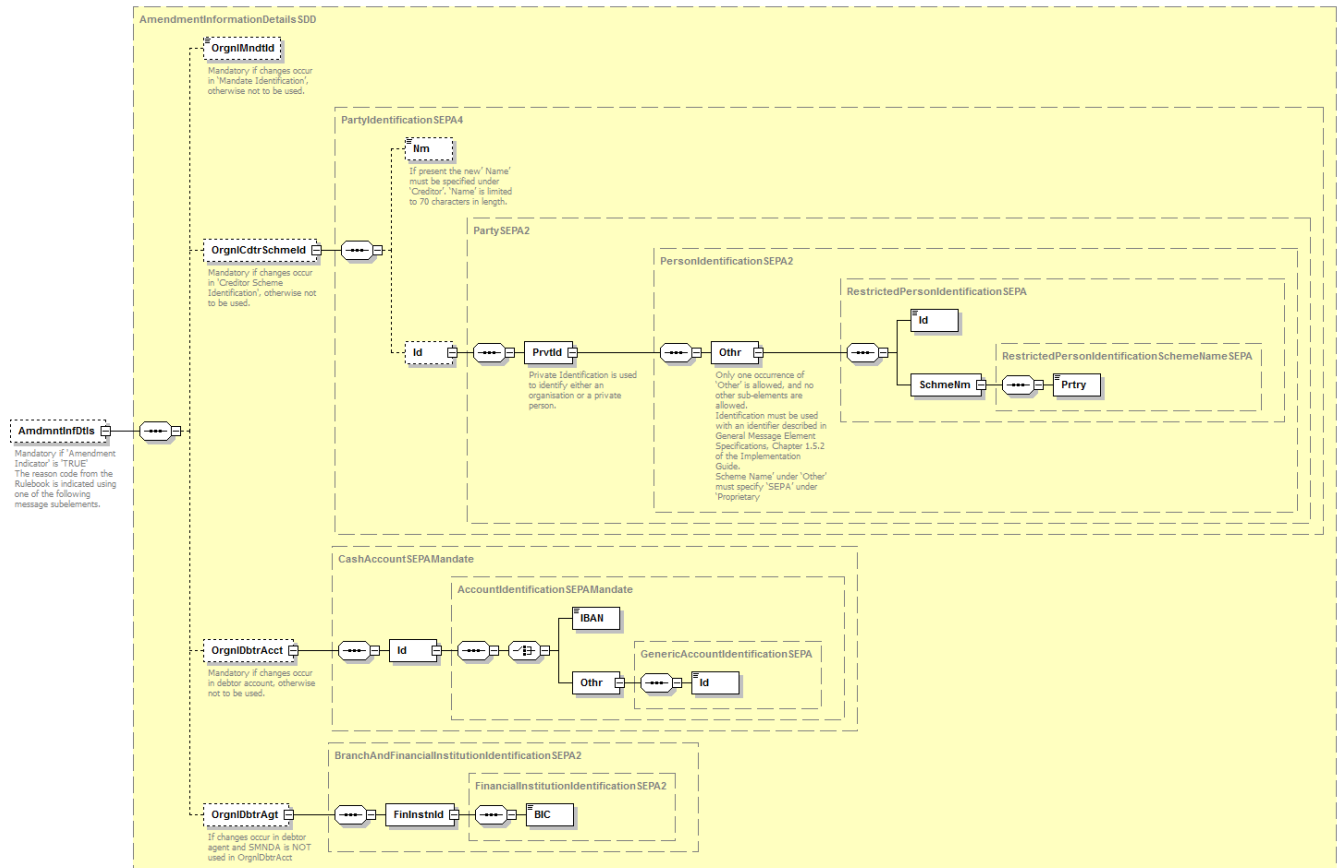 AmendmentInformationDetailsSDD
OrgnlMndtId
Mandatory if changes occur
in 'Mandate Identification',
otherwise not to be used.
PartyIdentificationSEPA4
Nm
If present the new' Name'
must be specified under
'Creditor'. 'Name' is limited
to 70 characters in length.
PartySEPA2
PersonIdentificationSEPA2
RestrictedPersonIdentificationSEPA
OrgnlCdtrSchmeId
Mandatory if changes occur
in 'Creditor Scheme
Identification', otherwise not
to be used.
Id
PrvtId
Private Identification is used
to identify either an
organisation or a private
person.
Othr
Only one occurrence of
'Other' is allowed, and no
other sub-elements are
allowed.
Identification must be used
with an identifier described in
General Message Element
Specifications, Chapter 1.5.2
of the Implementation
Guide.
Scheme Name' under 'Other'
must specify 'SEPA' under
'Proprietary
Id
RestrictedPersonIdentificationSchemeNameSEPA
SchmeNm
Prtry
AmdmntInfDtls
Mandatory if 'Amendment
Indicator' is 'TRUE'
The reason code from the
Rulebook is indicated using
one of the following
message subelements.
CashAccountSEPAMandate
AccountIdentificationSEPAMandate
IBAN
OrgnlDbtrAcct
Mandatory if changes occur
in debtor account, otherwise
not to be used.
Id
GenericAccountIdentificationSEPA
Othr
Id
BranchAndFinancialInstitutionIdentificationSEPA2
FinancialInstitutionIdentificationSEPA2
OrgnlDbtrAgt
If changes occur in debtor
agent and SMNDA is NOT
used in OrgnlDbtrAcct
FinInstnId
BIC